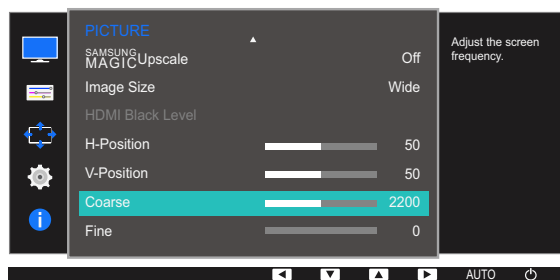 PICTURE
SAMSUNG
MAGIC Upscale Off
Image Size Wide
HDMI Black Level
H-Position 50
V-Position 50
Coarse 2200
Fine 0
Adjust the screen
frequency.
AUTO